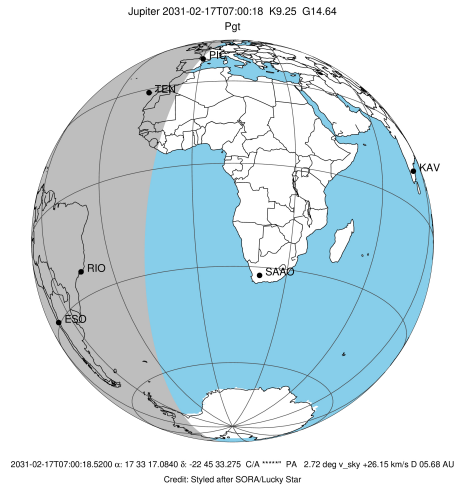 Jupiter 2031-02-17T07:00:18 K9.25 G14.64
Pgt
PIC
TEN
KAV
RIO
SAAO
ESO
2031-02-17T07:00:18.5200 α: 17 33 17.0840 δ: -22 45 33.275 C/A *****" PA 2.72 deg v_sky +26.15 km/s D 05.68 AU
Credit: Styled after SORA/Lucky Star